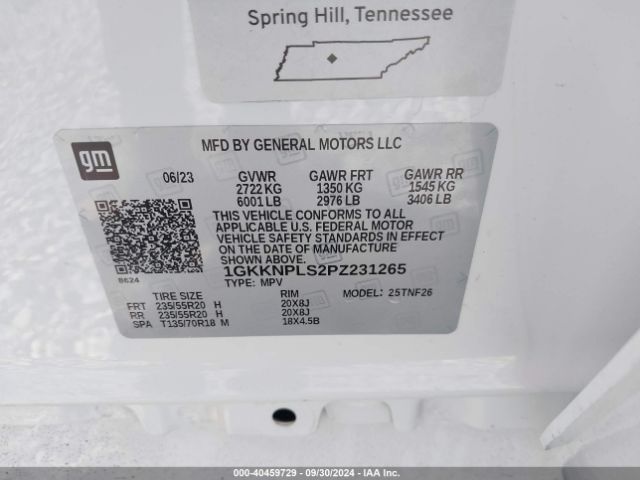 Spring Hill, Tennessee
gm
MFD BY GENERAL MOTORS LLC
06/23 GVWR GAWR FRT GAWR RR
2722 KG 1350 KG 1545 KG
6001 LB 2976 LB 3406 LB
THIS VEHICLE CONFORMS TO ALL
APPLICABLE U.S. FEDERAL MOTOR
VEHICLE SAFETY STANDARDS IN EFFECT
ON THE DATE OF MANUFACTURE
SHOWN ABOVE.
8624
1GKKNPLS2PZ231265
TYPE: MPV
TIRE SIZE RIM MODEL: 25TNF26
FRT 235/55R20 H 20X8J
RR 235/55R20 H 20X8J
SPA T135/70R18 M 18X4.5B
000-40459729 - 09/30/2024 - IAA Inc.